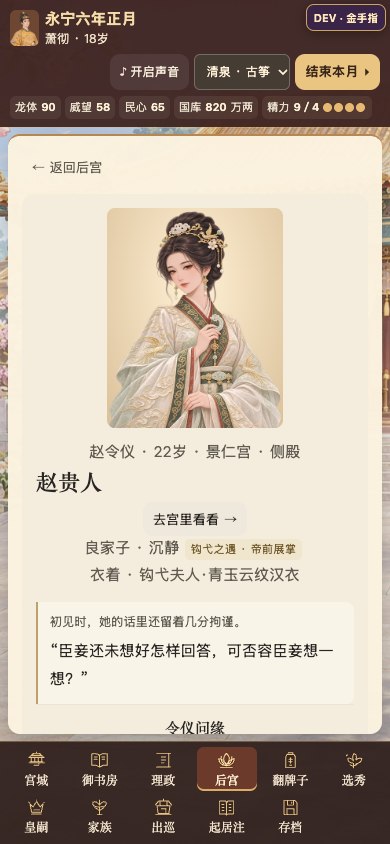 永宁六年正月
萧彻 · 18岁
DEV · 金手指
♪ 开启声音
清泉 · 古筝
结束本月 ›
龙体 90
威望 58
民心 65
国库 820 万两
精力 9 / 4
← 返回后宫
赵令仪 · 22岁 · 景仁宫 · 侧殿
赵贵人
去宫里看看 →
良家子 · 沉静 钩弋之遇 · 帝前展掌
衣着 · 钩弋夫人·青玉云纹汉衣
初见时，她的话里还留着几分拘谨。
“臣妾还未想好怎样回答，可否容臣妾想一
想？”
令仪问缘
宫城 御书房 理政 后宫 翻牌子 选秀
皇嗣 家族 出巡 起居注 存档